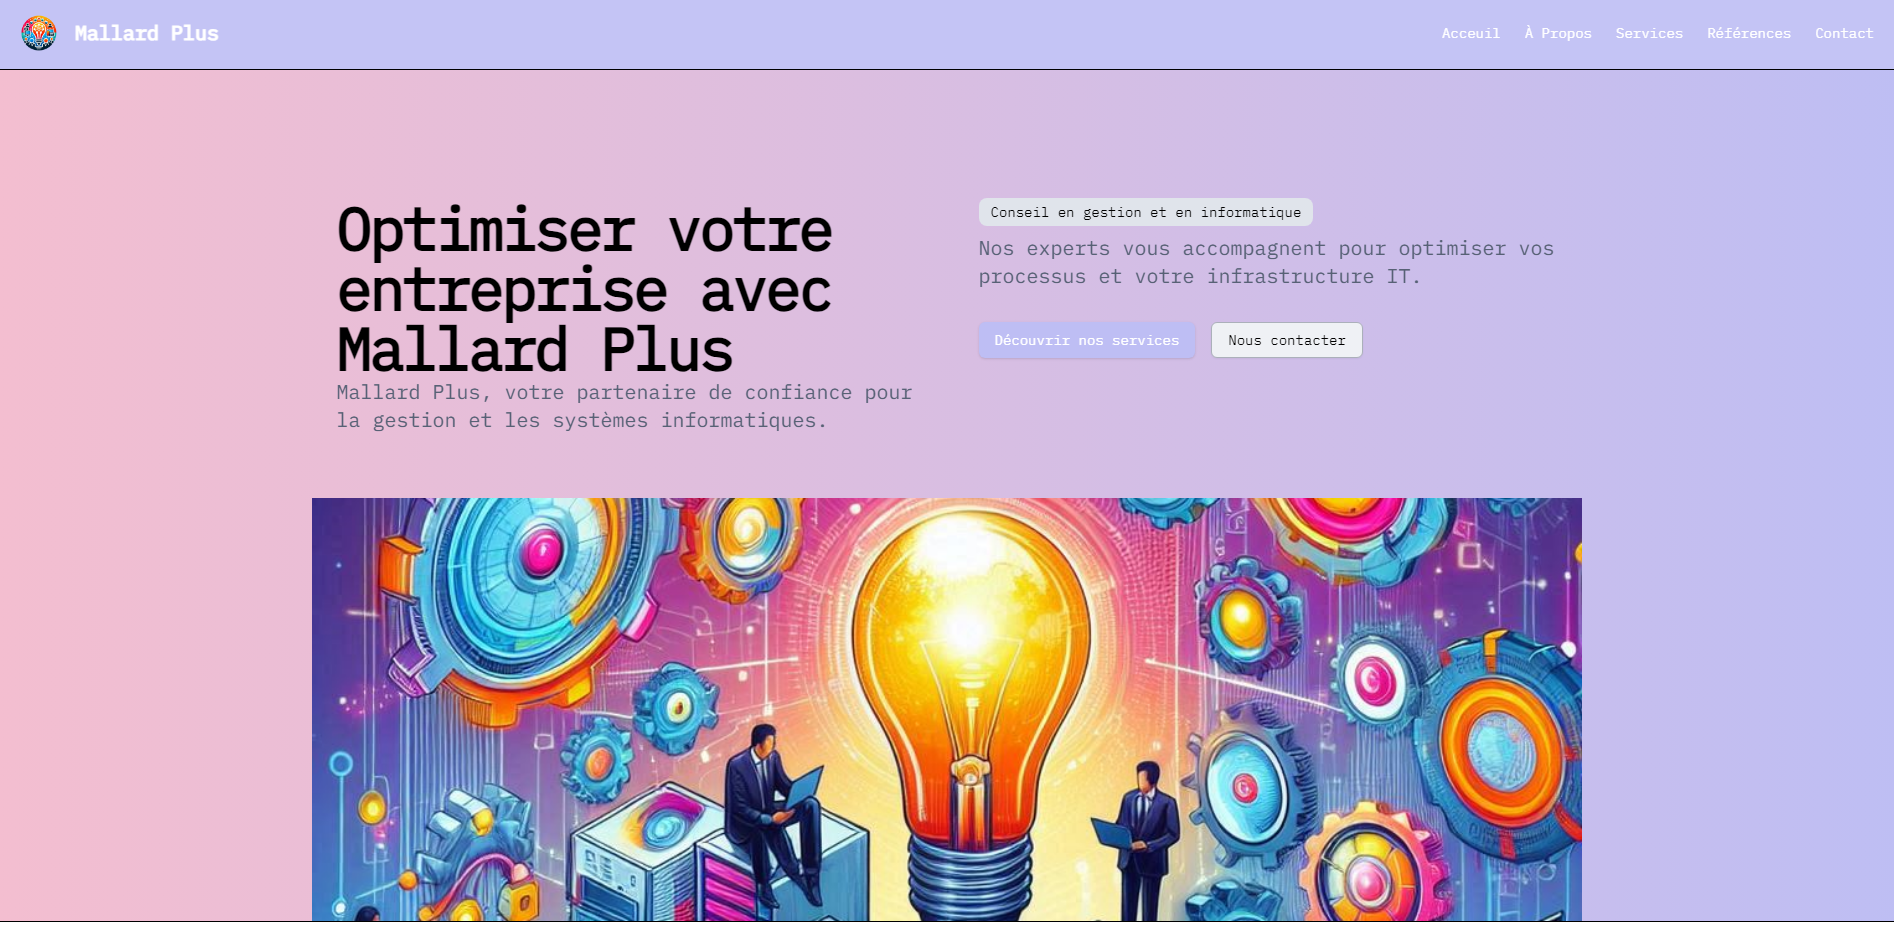 Mallard Plus
Acceuil
À Propos
Services
Références
Contact
Optimiser votre
entreprise avec
Mallard Plus
Mallard Plus, votre partenaire de confiance pour
la gestion et les systèmes informatiques.
Conseil en gestion et en informatique
Nos experts vous accompagnent pour optimiser vos
processus et votre infrastructure IT.
Découvrir nos services
Nous contacter